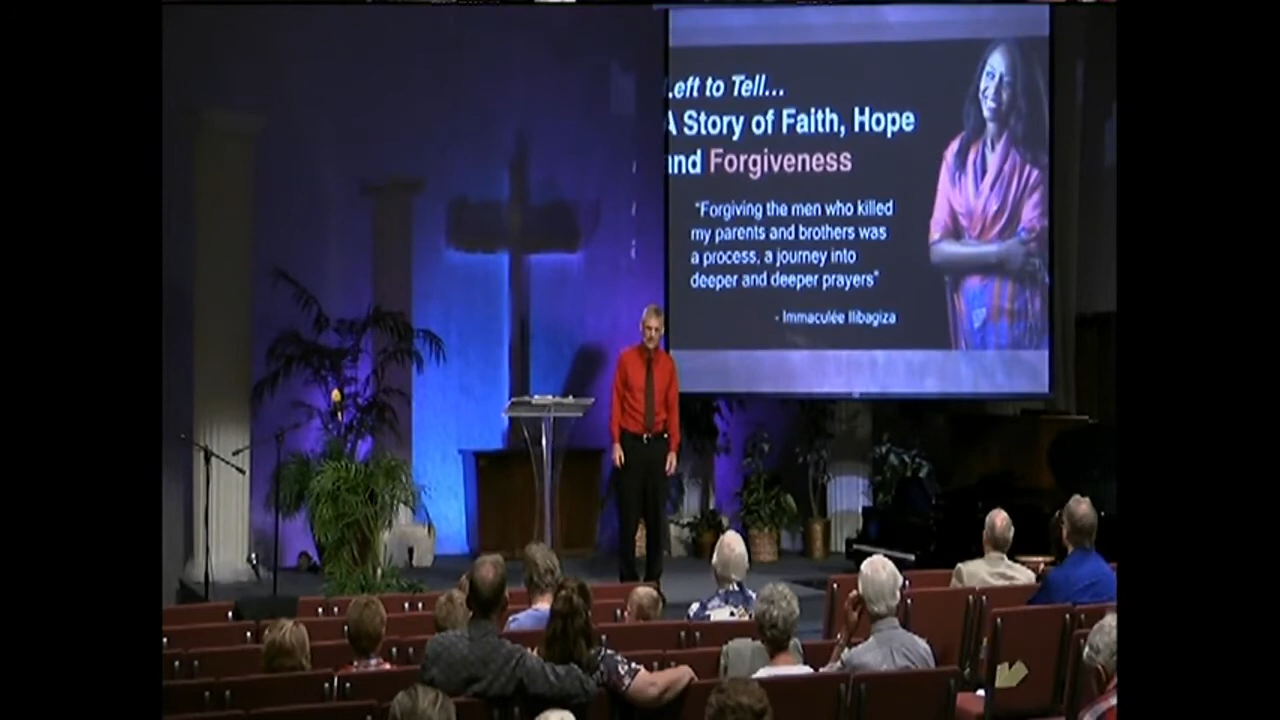 .eft to Tell...
A Story of Faith, Hope
and Forgiveness
"Forgiving the men who killed
my parents and brothers was
a process, a journey into
deeper and deeper prayers"
- Immaculée Ilibagiza